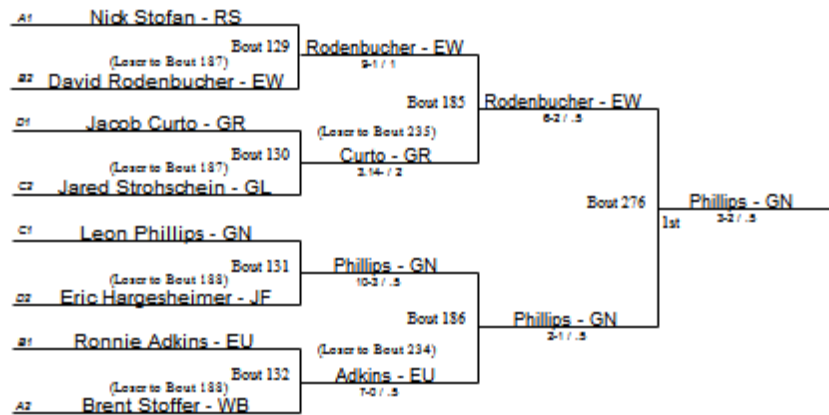 A1 Nick Stofan - RS
Bout 129 Rodenbucher - EW
(Loser to Bout 187) 9-1 / 1
B2 David Rodenbucher - EW
Bout 185 Rodenbucher - EW
6-2 / .5
D1 Jacob Curto - GR
(Loser to Bout 235)
Bout 130 Curto - GR
(Loser to Bout 187) 3.14- / 2
C2 Jared Strohschein - GL
Bout 276 Phillips - GN
1st 3-2 / .5
C1 Leon Phillips - GN
Bout 131 Phillips - GN
(Loser to Bout 188) 10-3 / .5
D2 Eric Hargesheimer - JF
Bout 186 Phillips - GN
2-1 / .5
B1 Ronnie Adkins - EU
(Loser to Bout 234)
Bout 132 Adkins - EU
(Loser to Bout 188) 7-0 / .5
A2 Brent Stoffer - WB